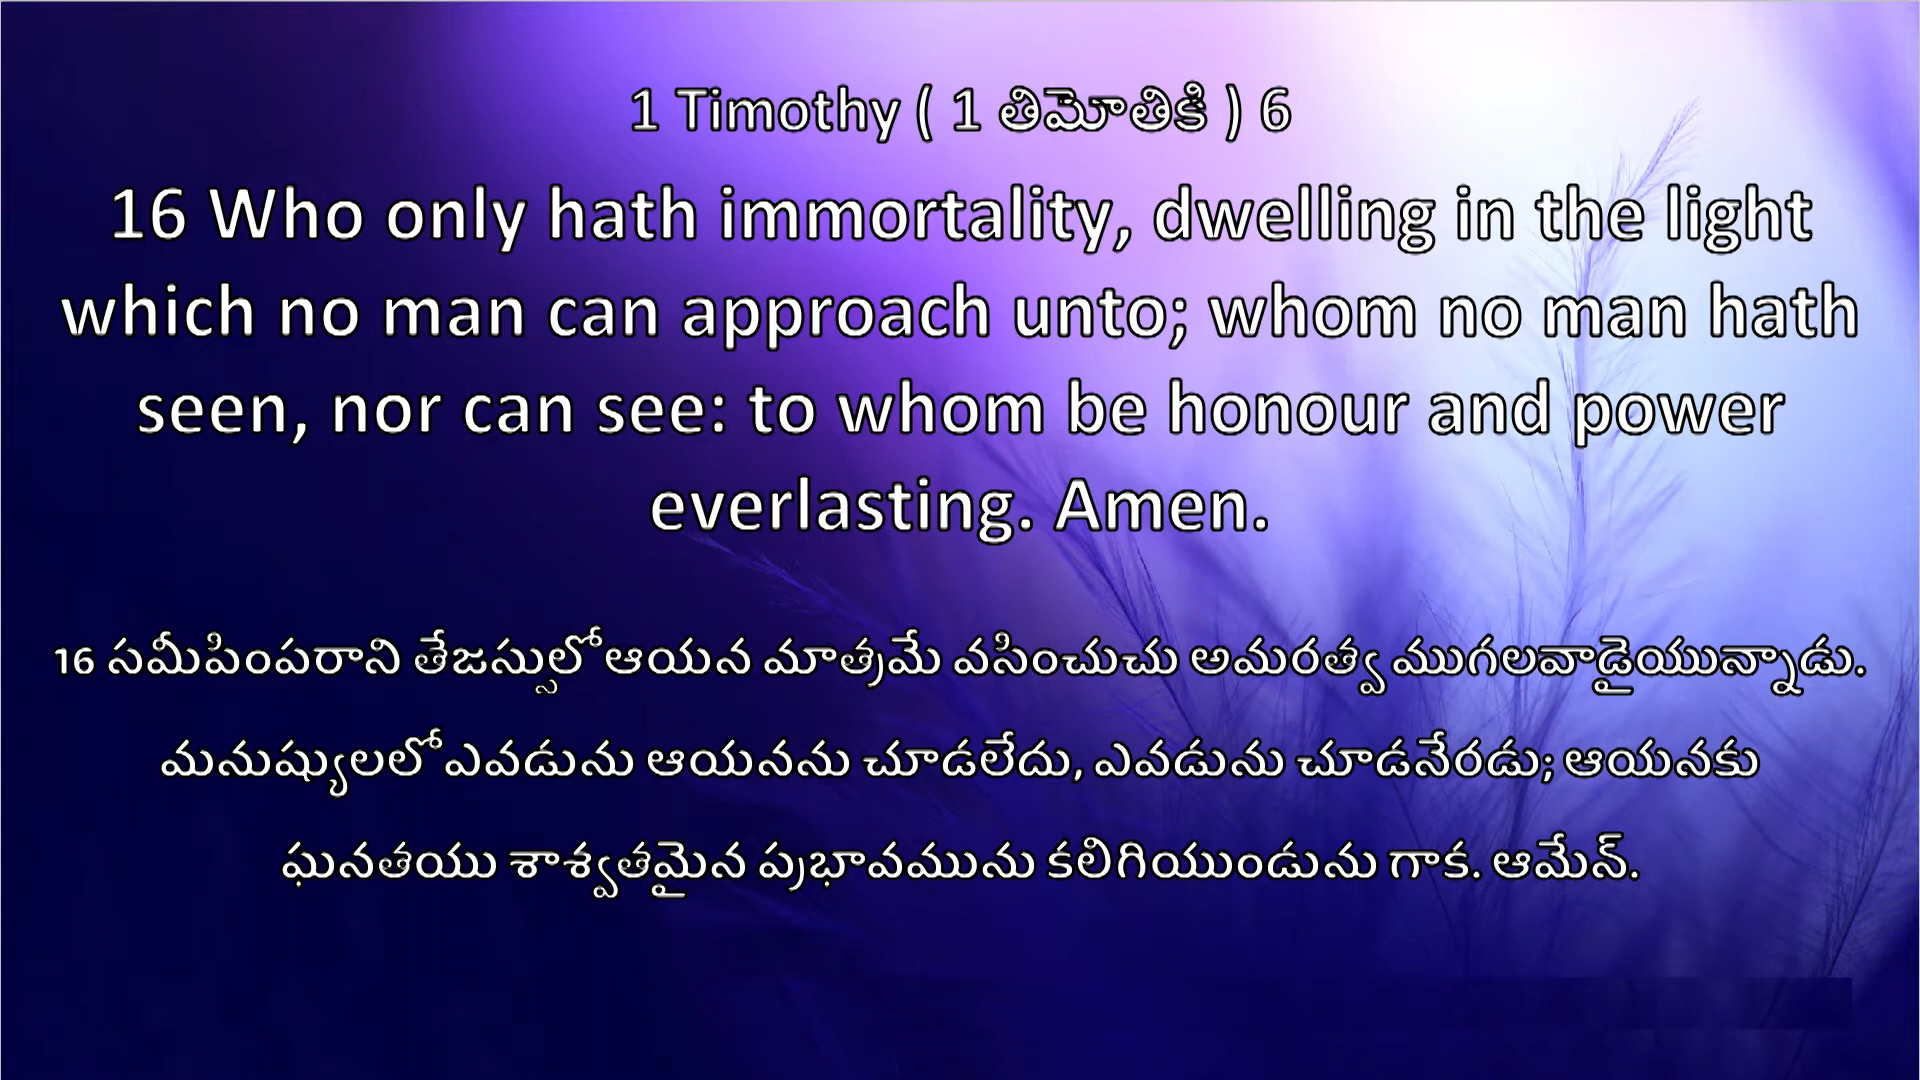 1 Timothy ( 1 తిమోతికి ) 6
16 Who only hath immortality, dwelling in the light
which no man can approach unto; whom no man hath
seen, nor can see: to whom be honour and power
everlasting. Amen.
16 సమీపింపరాని తేజస్సులో ఆయన మాత్రమే వసించుచు అమరత్వ ముగలవాడైయున్నాడు.
మనుష్యులలో ఎవడును ఆయనను చూడలేదు, ఎవడును చూడనేరడు; ఆయనకు
ఘనతయు శాశ్వతమైన ప్రభావమును కలిగియుండును గాక. ఆమేన్.